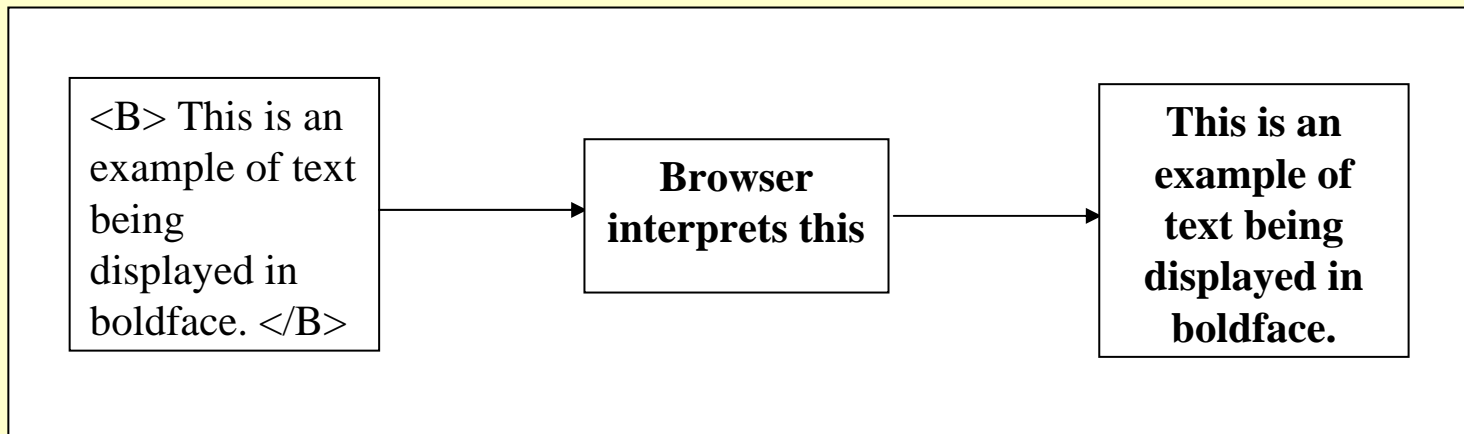 <B> This is an
example of text
being
displayed in
boldface. </B>
Browser
interprets this
This is an
example of
text being
displayed in
boldface.